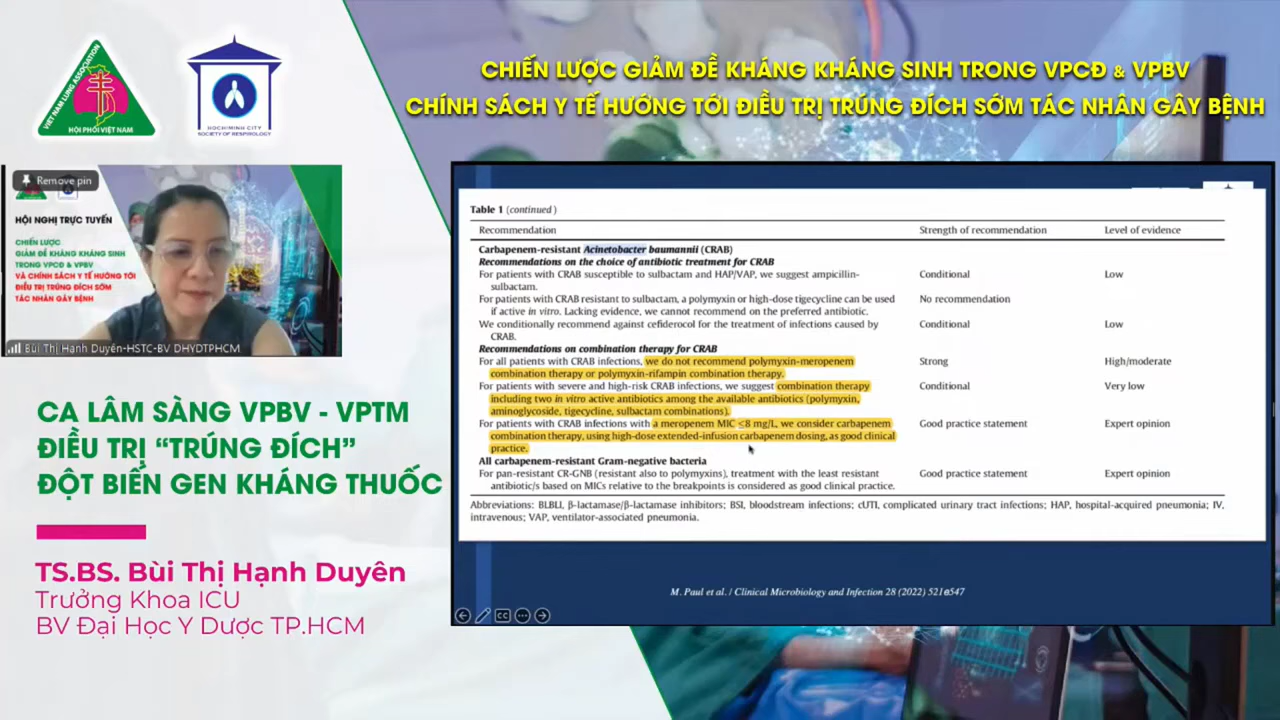 VIET NAM LUNG ASSOCIATION
HỘI PHỔI VIỆT NAM
HOCHIMINH CITY
SOCIETY OF RESPIROLOGY
CHIẾN LƯỢC GIẢM ĐỀ KHÁNG KHÁNG SINH TRONG VPCĐ & VPBV
CHÍNH SÁCH Y TẾ HƯỚNG TỚI ĐIỀU TRỊ TRÚNG ĐÍCH SỚM TÁC NHÂN GÂY BỆNH
Remove pin
HỘI NGHỊ TRỰC TUYẾN
CHIẾN LƯỢC
GIẢM ĐỀ KHÁNG KHÁNG SINH
TRONG VPCĐ & VPBV
VÀ CHÍNH SÁCH Y TẾ HƯỚNG TỚI
ĐIỀU TRỊ TRÚNG ĐÍCH SỚM
TÁC NHÂN GÂY BỆNH
Bùi Thị Hạnh Duyên-HSTC-BV DHYDTPHCM
CA LÂM SÀNG VPBV - VPTM
ĐIỀU TRỊ “TRÚNG ĐÍCH”
ĐỘT BIẾN GEN KHÁNG THUỐC
TS.BS. Bùi Thị Hạnh Duyên
Trưởng Khoa ICU
BV Đại Học Y Dược TP.HCM
Table 1 (continued)
Recommendation Strength of recommendation Level of evidence
Carbapenem-resistant Acinetobacter baumannii (CRAB)
Recommendations on the choice of antibiotic treatment for CRAB
For patients with CRAB susceptible to sulbactam and HAP/VAP, we suggest ampicillin- Conditional Low
sulbactam.
For patients with CRAB resistant to sulbactam, a polymyxin or high-dose tigecycline can be used No recommendation
if active in vitro. Lacking evidence, we cannot recommend on the preferred antibiotic.
We conditionally recommend against cefiderocol for the treatment of infections caused by Conditional Low
CRAB.
Recommendations on combination therapy for CRAB
For all patients with CRAB infections, we do not recommend polymyxin-meropenem Strong High/moderate
combination therapy or polymyxin-rifampin combination therapy.
For patients with severe and high-risk CRAB infections, we suggest combination therapy Conditional Very low
including two in vitro active antibiotics among the available antibiotics (polymyxin,
aminoglycoside, tigecycline, sulbactam combinations).
For patients with CRAB infections with a meropenem MIC ≤8 mg/L, we consider carbapenem Good practice statement Expert opinion
combination therapy, using high-dose extended-infusion carbapenem dosing, as good clinical
practice.
All carbapenem-resistant Gram-negative bacteria
For pan-resistant CR-GNB (resistant also to polymyxins), treatment with the least resistant Good practice statement Expert opinion
antibiotic/s based on MICs relative to the breakpoints is considered as good clinical practice.
Abbreviations: BLBLI, β-lactamase/β-lactamase inhibitors; BSI, bloodstream infections; cUTI, complicated urinary tract infections; HAP, hospital-acquired pneumonia; IV,
intravenous; VAP, ventilator-associated pneumonia.
M. Paul et al. / Clinical Microbiology and Infection 28 (2022) 521e547
CC